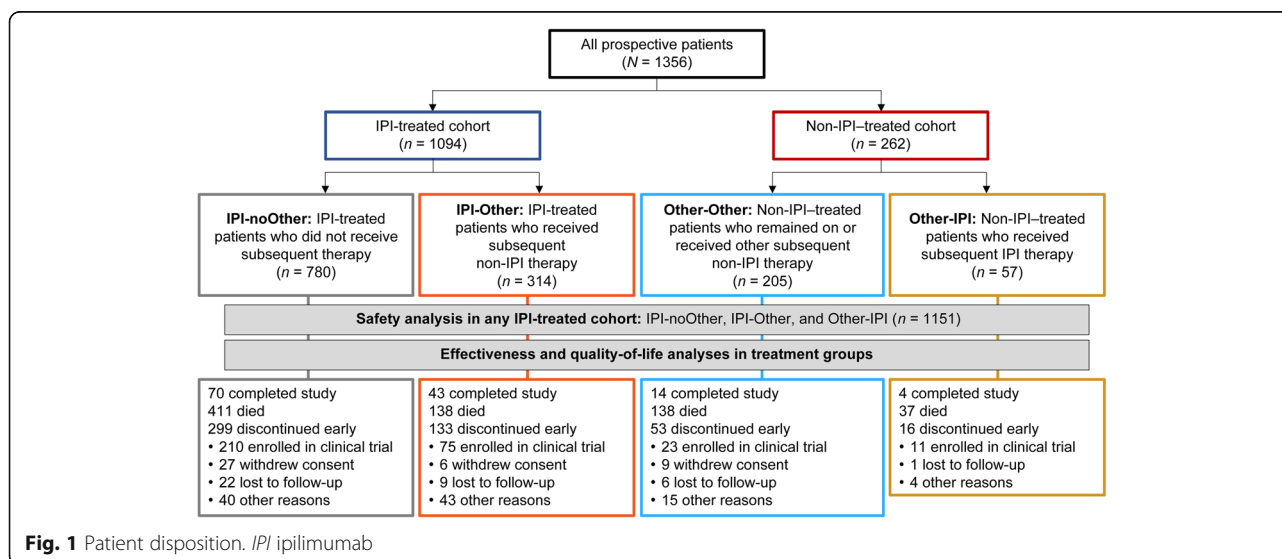 All prospective patients
(N = 1356)
IPI-treated cohort
(n = 1094)
Non-IPI–treated cohort
(n = 262)
IPI-noOther: IPI-treated
patients who did not receive
subsequent therapy
(n = 780)
IPI-Other: IPI-treated
patients who received
subsequent
non-IPI therapy
(n = 314)
Other-Other: Non-IPI–treated
patients who remained on or
received other subsequent
non-IPI therapy
(n = 205)
Other-IPI: Non-IPI–treated
patients who received
subsequent IPI therapy
(n = 57)
Safety analysis in any IPI-treated cohort: IPI-noOther, IPI-Other, and Other-IPI (n = 1151)
Effectiveness and quality-of-life analyses in treatment groups
70 completed study
411 died
299 discontinued early
• 210 enrolled in clinical trial
• 27 withdrew consent
• 22 lost to follow-up
• 40 other reasons
43 completed study
138 died
133 discontinued early
• 75 enrolled in clinical trial
• 6 withdrew consent
• 9 lost to follow-up
• 43 other reasons
14 completed study
138 died
53 discontinued early
• 23 enrolled in clinical trial
• 9 withdrew consent
• 6 lost to follow-up
• 15 other reasons
4 completed study
37 died
16 discontinued early
• 11 enrolled in clinical trial
• 1 lost to follow-up
• 4 other reasons
Fig. 1 Patient disposition. IPI ipilimumab